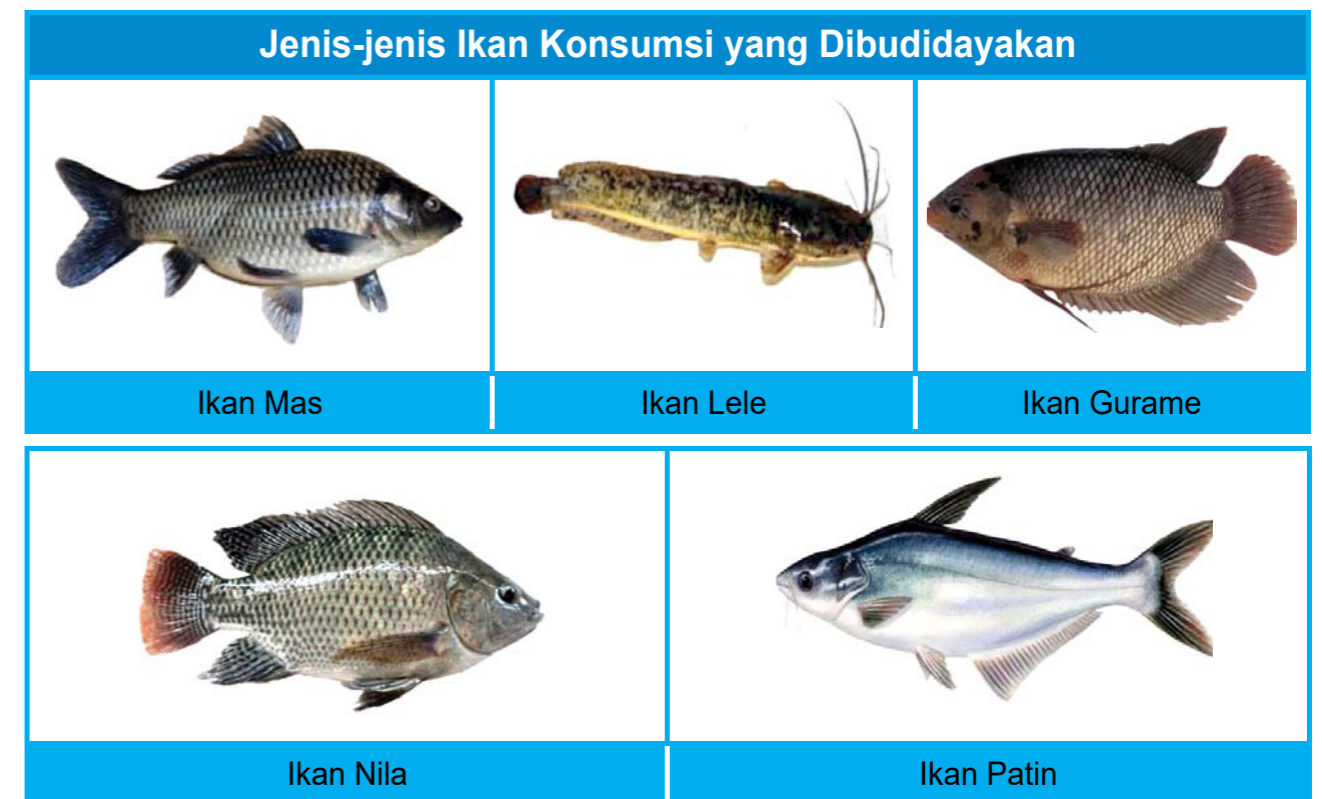 Jenis-jenis Ikan Konsumsi yang Dibudidayakan
Ikan Mas
Ikan Lele
Ikan Gurame
Ikan Nila
Ikan Patin